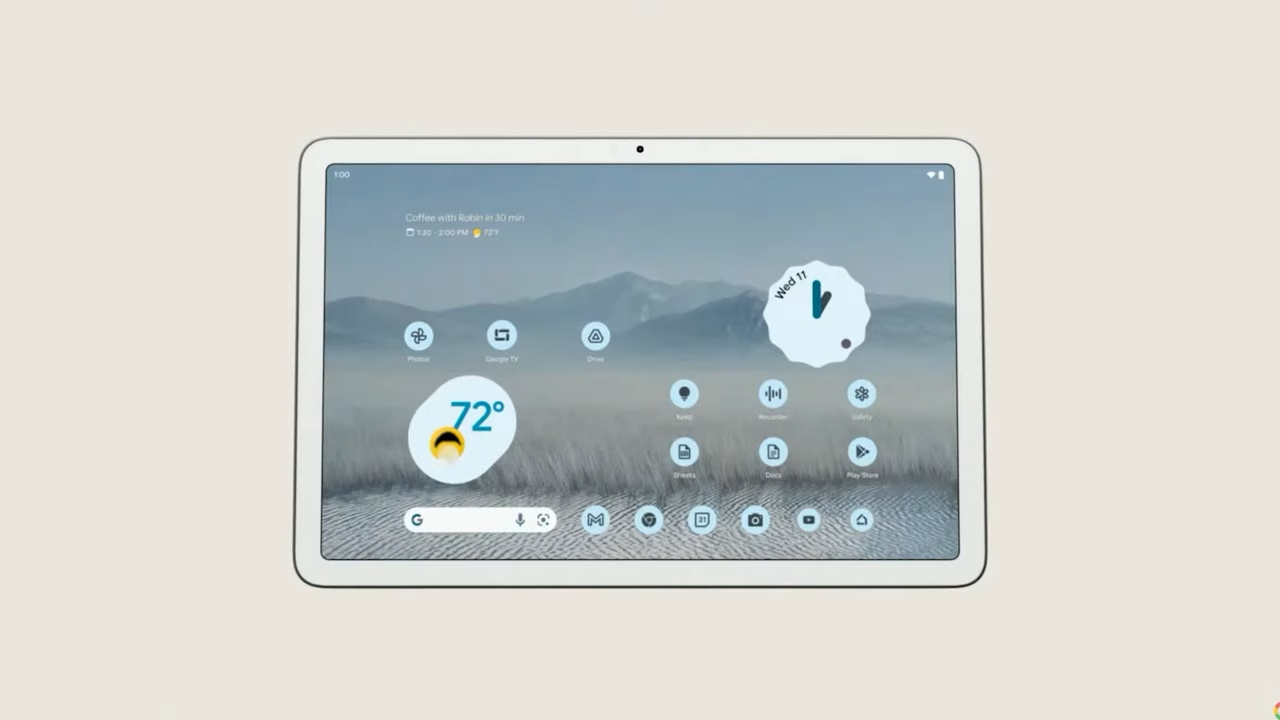 1:00
Coffee with Robin in 30 min
1:30 - 2:00 PM 72°F
Wed 11
Photos
Google TV
Drive
72°
Keep
Recorder
Safety
Sheets
Docs
Play Store
G
31